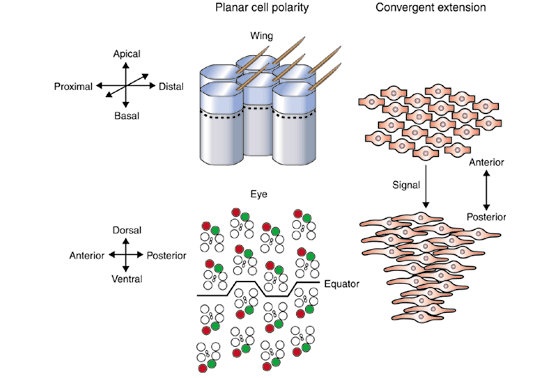 Planar cell polarity
Convergent extension
Wing
Apical
Proximal
Distal
Basal
Anterior
Signal
Posterior
Eye
Dorsal
Anterior
Posterior
Ventral
Equator